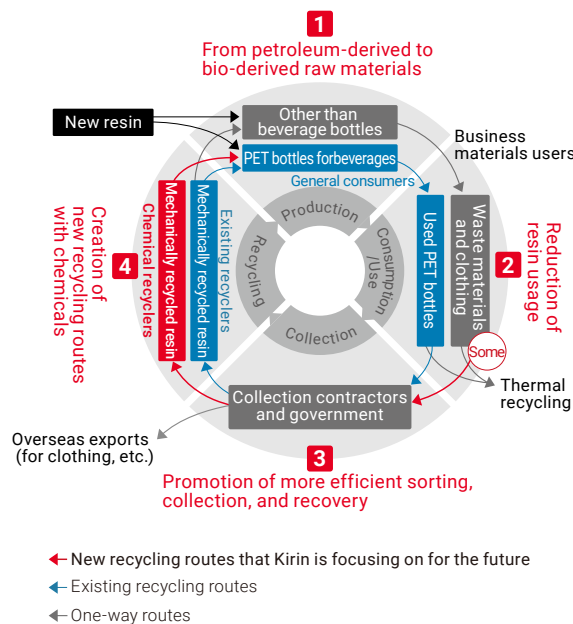 1
From petroleum-derived to
bio-derived raw materials
New resin
Other than
beverage bottles
PET bottles forbeverages
Business
materials users
General consumers
Production
Consumption
/Use
Collection
Recycling
Used PET bottles
Waste materials
and clothing
2
Reduction of
resin usage
Some
Thermal
recycling
Existing recyclers
Mechanically recycled resin
Chemical recyclers
Mechanically recycled resin
4
Creation of
new recycling routes
with chemicals
Collection contractors
and government
Overseas exports
(for clothing, etc.)
3
Promotion of more efficient sorting,
collection, and recovery
New recycling routes that Kirin is focusing on for the future
Existing recycling routes
One-way routes